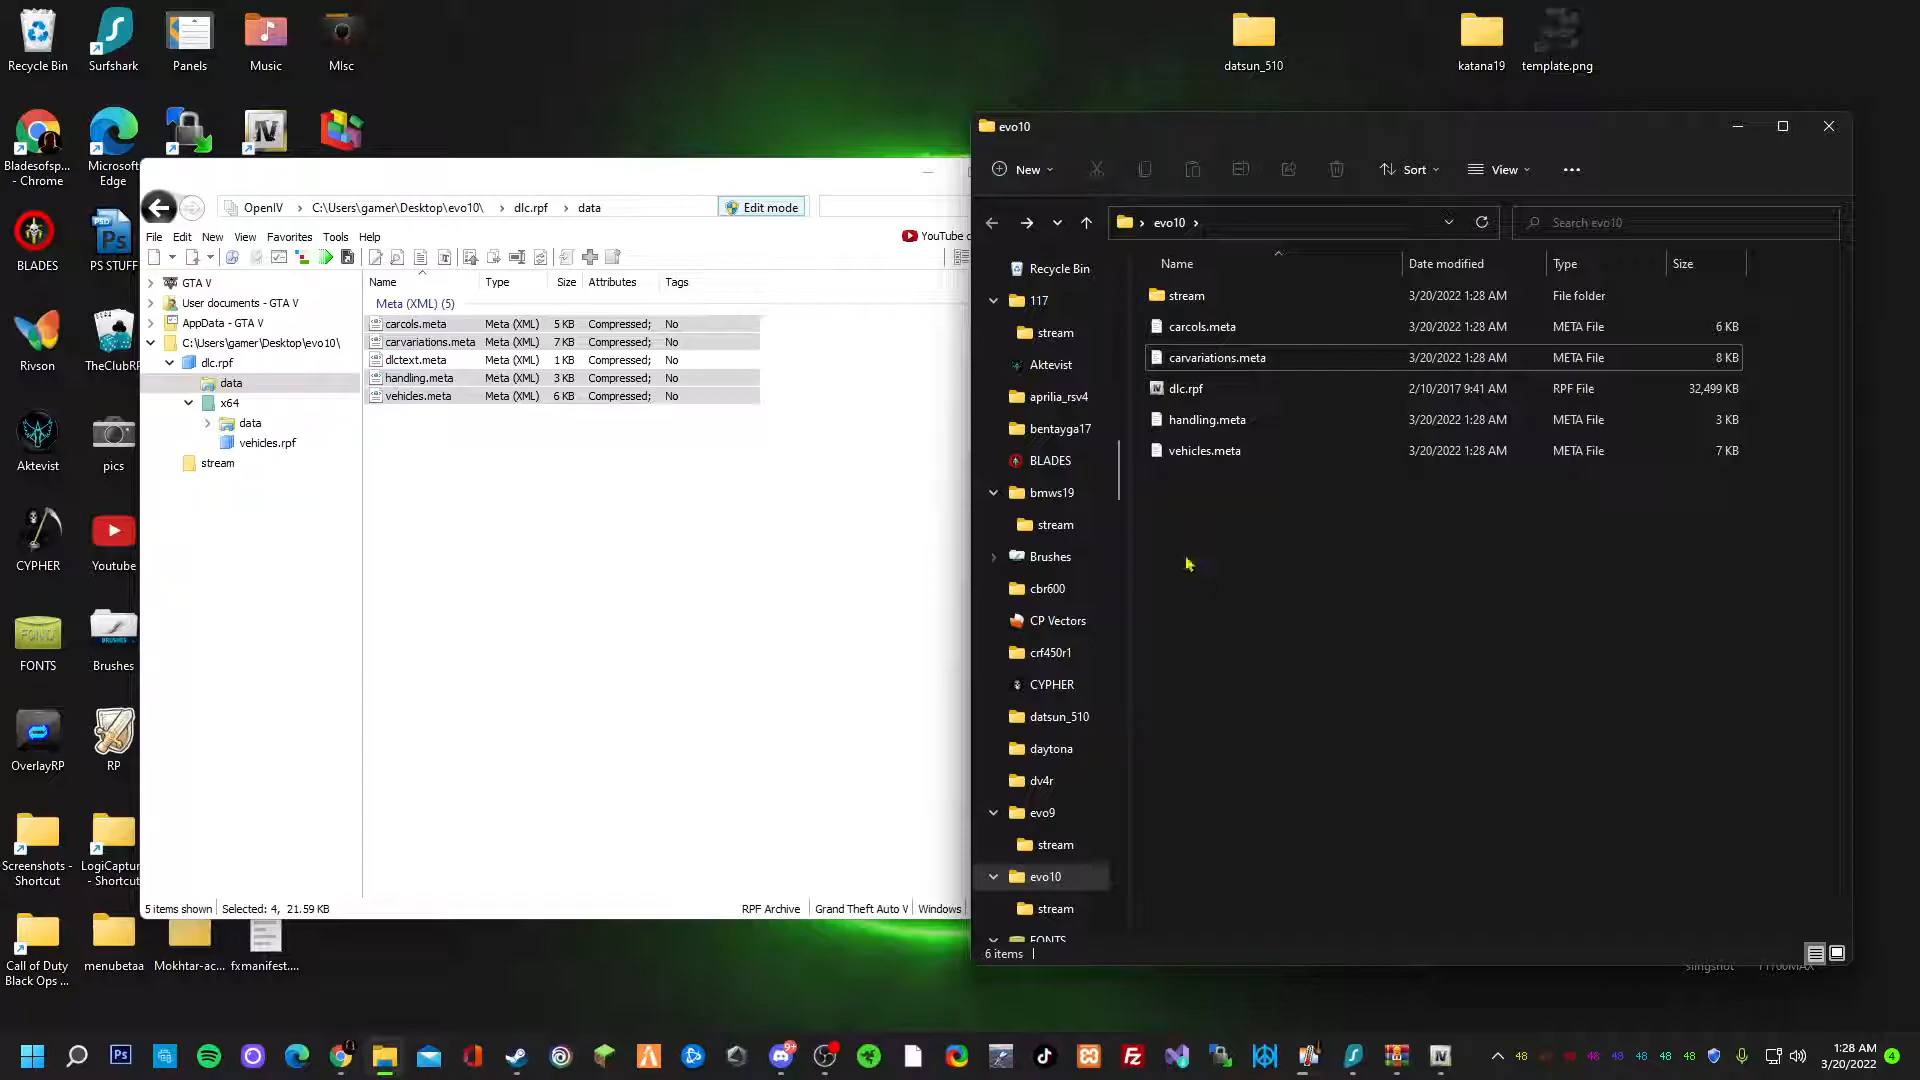 Recycle Bin
Surfshark
Panels
Music
MIsc
datsun_510
katana19
template.png
Bladesofsp...
- Chrome
Microsoft
Edge
BLADES
PS STUFF
Rivson
TheClubRP
Aktevist
pics
CYPHER
Youtube
FONTS
Brushes
OverlayRP
RP
Screenshots -
Shortcut
LogiCapture
- Shortcut
Call of Duty
Black Ops ...
menubetaa
Mokhtar-ac...
fxmanifest....
OpenIV
C:\Users\gamer\Desktop\evo10\
dlc.rpf
data
Edit mode
File Edit New View Favorites Tools Help
YouTube c
GTA V
User documents - GTA V
AppData - GTA V
C:\Users\gamer\Desktop\evo10\
dlc.rpf
data
x64
data
vehicles.rpf
stream
Name Type Size Attributes Tags
Meta (XML) (5)
carcols.meta Meta (XML) 5 KB Compressed; No
carvariations.meta Meta (XML) 7 KB Compressed; No
dlctext.meta Meta (XML) 1 KB Compressed; No
handling.meta Meta (XML) 3 KB Compressed; No
vehicles.meta Meta (XML) 6 KB Compressed; No
5 items shown Selected: 4, 21.59 KB
RPF Archive Grand Theft Auto V Windows
evo10
New Sort View
evo10
Search evo10
Recycle Bin
117
stream
Aktevist
aprilia_rsv4
bentayga17
BLADES
bmws19
stream
Brushes
cbr600
CP Vectors
crf450r1
CYPHER
datsun_510
daytona
dv4r
evo9
stream
evo10
stream
FONTS
Name Date modified Type Size
stream 3/20/2022 1:28 AM File folder
carcols.meta 3/20/2022 1:28 AM META File 6 KB
carvariations.meta 3/20/2022 1:28 AM META File 8 KB
dlc.rpf 2/10/2017 9:41 AM RPF File 32,499 KB
handling.meta 3/20/2022 1:28 AM META File 3 KB
vehicles.meta 3/20/2022 1:28 AM META File 7 KB
6 items
slingshot
48 48 48 48 48 48
1:28 AM
3/20/2022
4